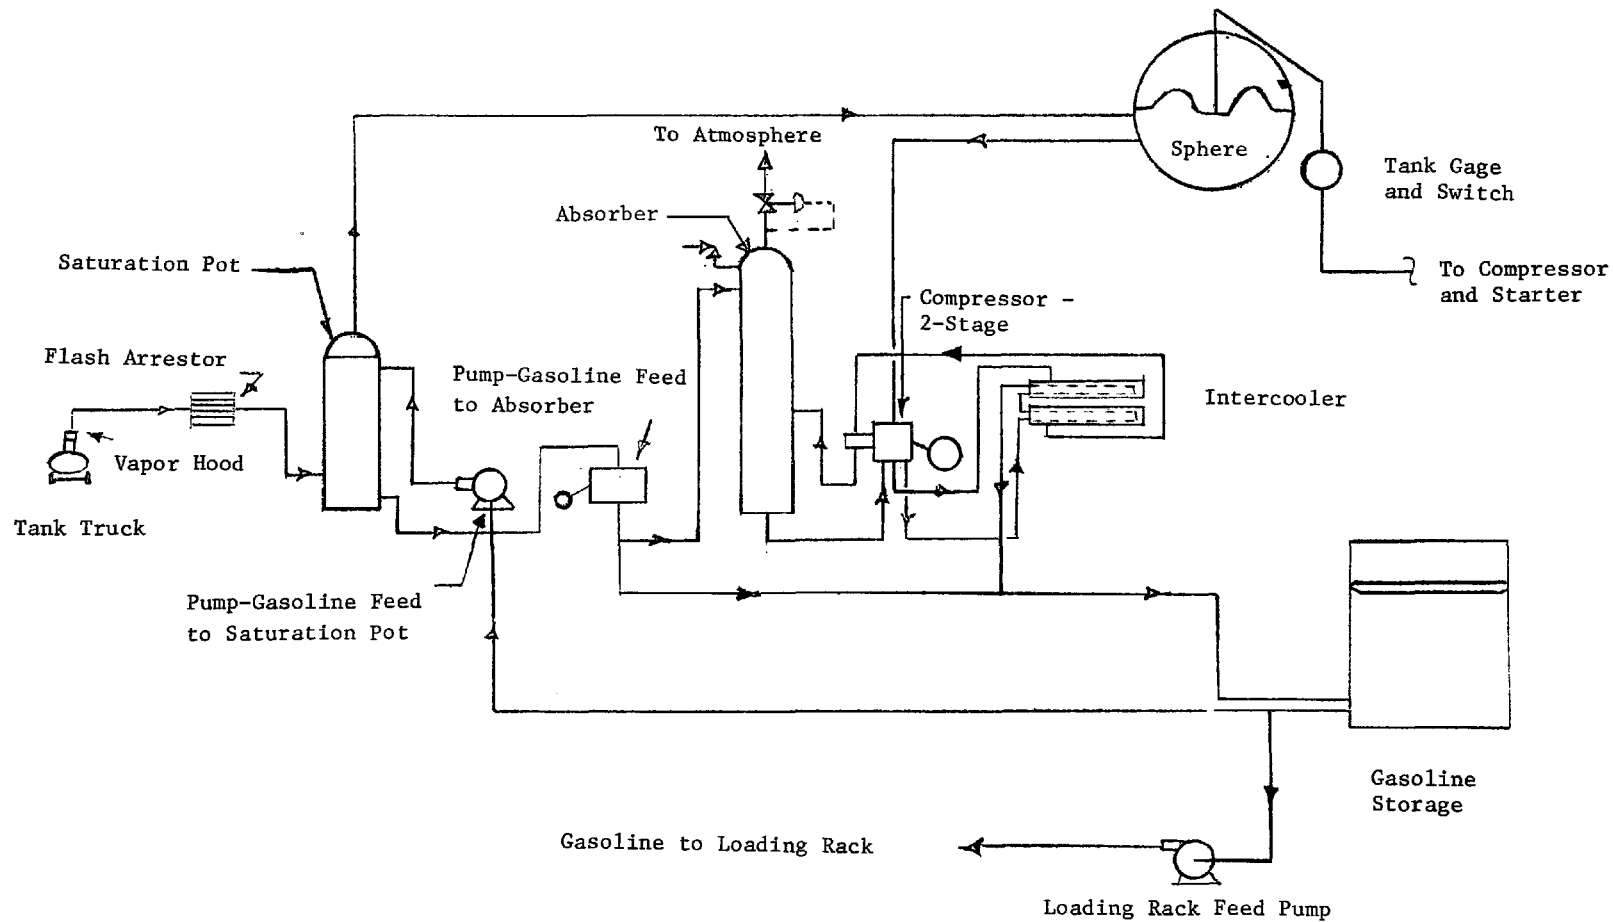 To Atmosphere
Sphere
Tank Gage
and Switch
Absorber
Saturation Pot
To Compressor
and Starter
Compressor -
2-Stage
Flash Arrestor
Pump-Gasoline Feed
to Absorber
Intercooler
Vapor Hood
Tank Truck
Pump-Gasoline Feed
to Saturation Pot
Gasoline
Storage
Gasoline to Loading Rack
Loading Rack Feed Pump